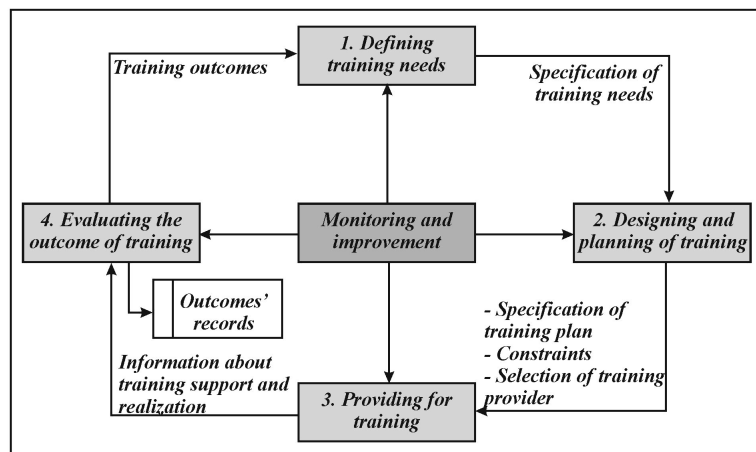 1. Defining
training needs
Training outcomes
Specification of
training needs
4. Evaluating the
outcome of training
Monitoring and
improvement
2. Designing and
planning of training
Outcomes’
records
- Specification of
training plan
- Constraints
- Selection of training
provider
Information about
training support and
realization
3. Providing for
training